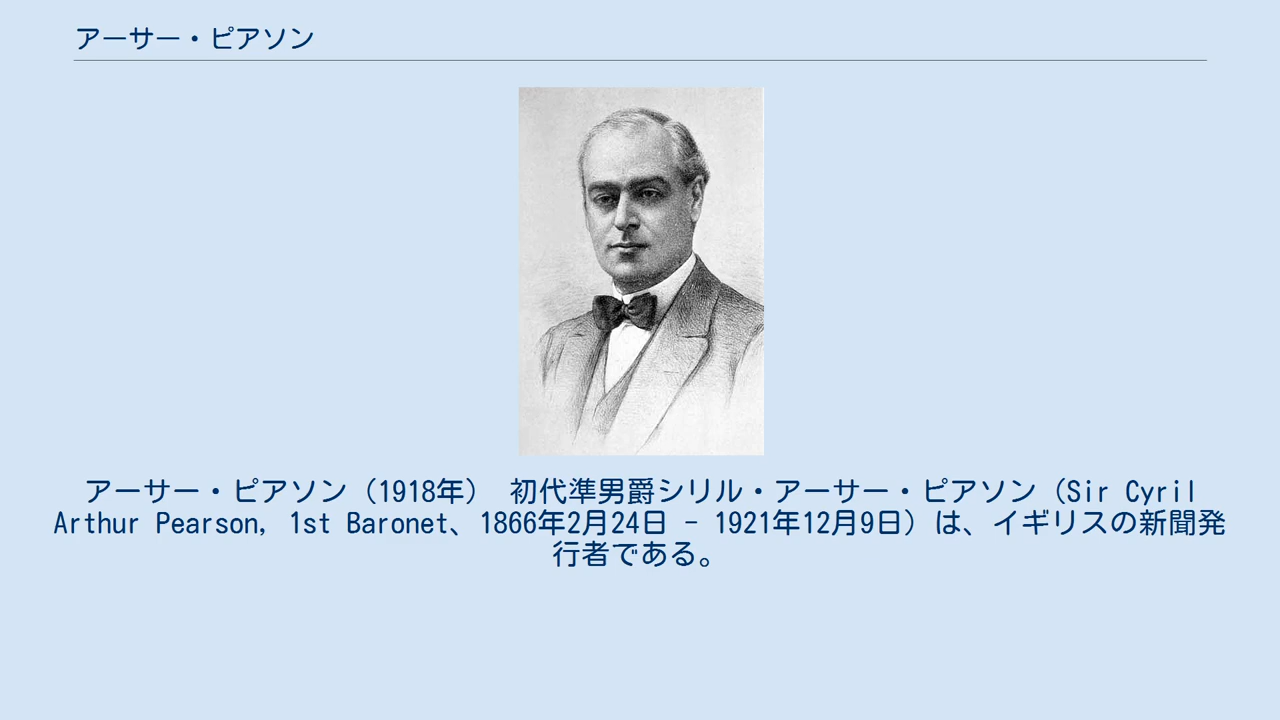 アーサー・ピアソン
アーサー・ピアソン（1918年） 初代準男爵シリル・アーサー・ピアソン（Sir Cyril
Arthur Pearson, 1st Baronet、1866年2月24日 - 1921年12月9日）は、イギリスの新聞発
行者である。